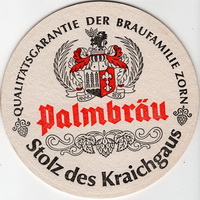 QUALITÄTSGARANTIE DER BRAUFAMILIE ZORN
Palmbräu
Stolz des Kraichgaus